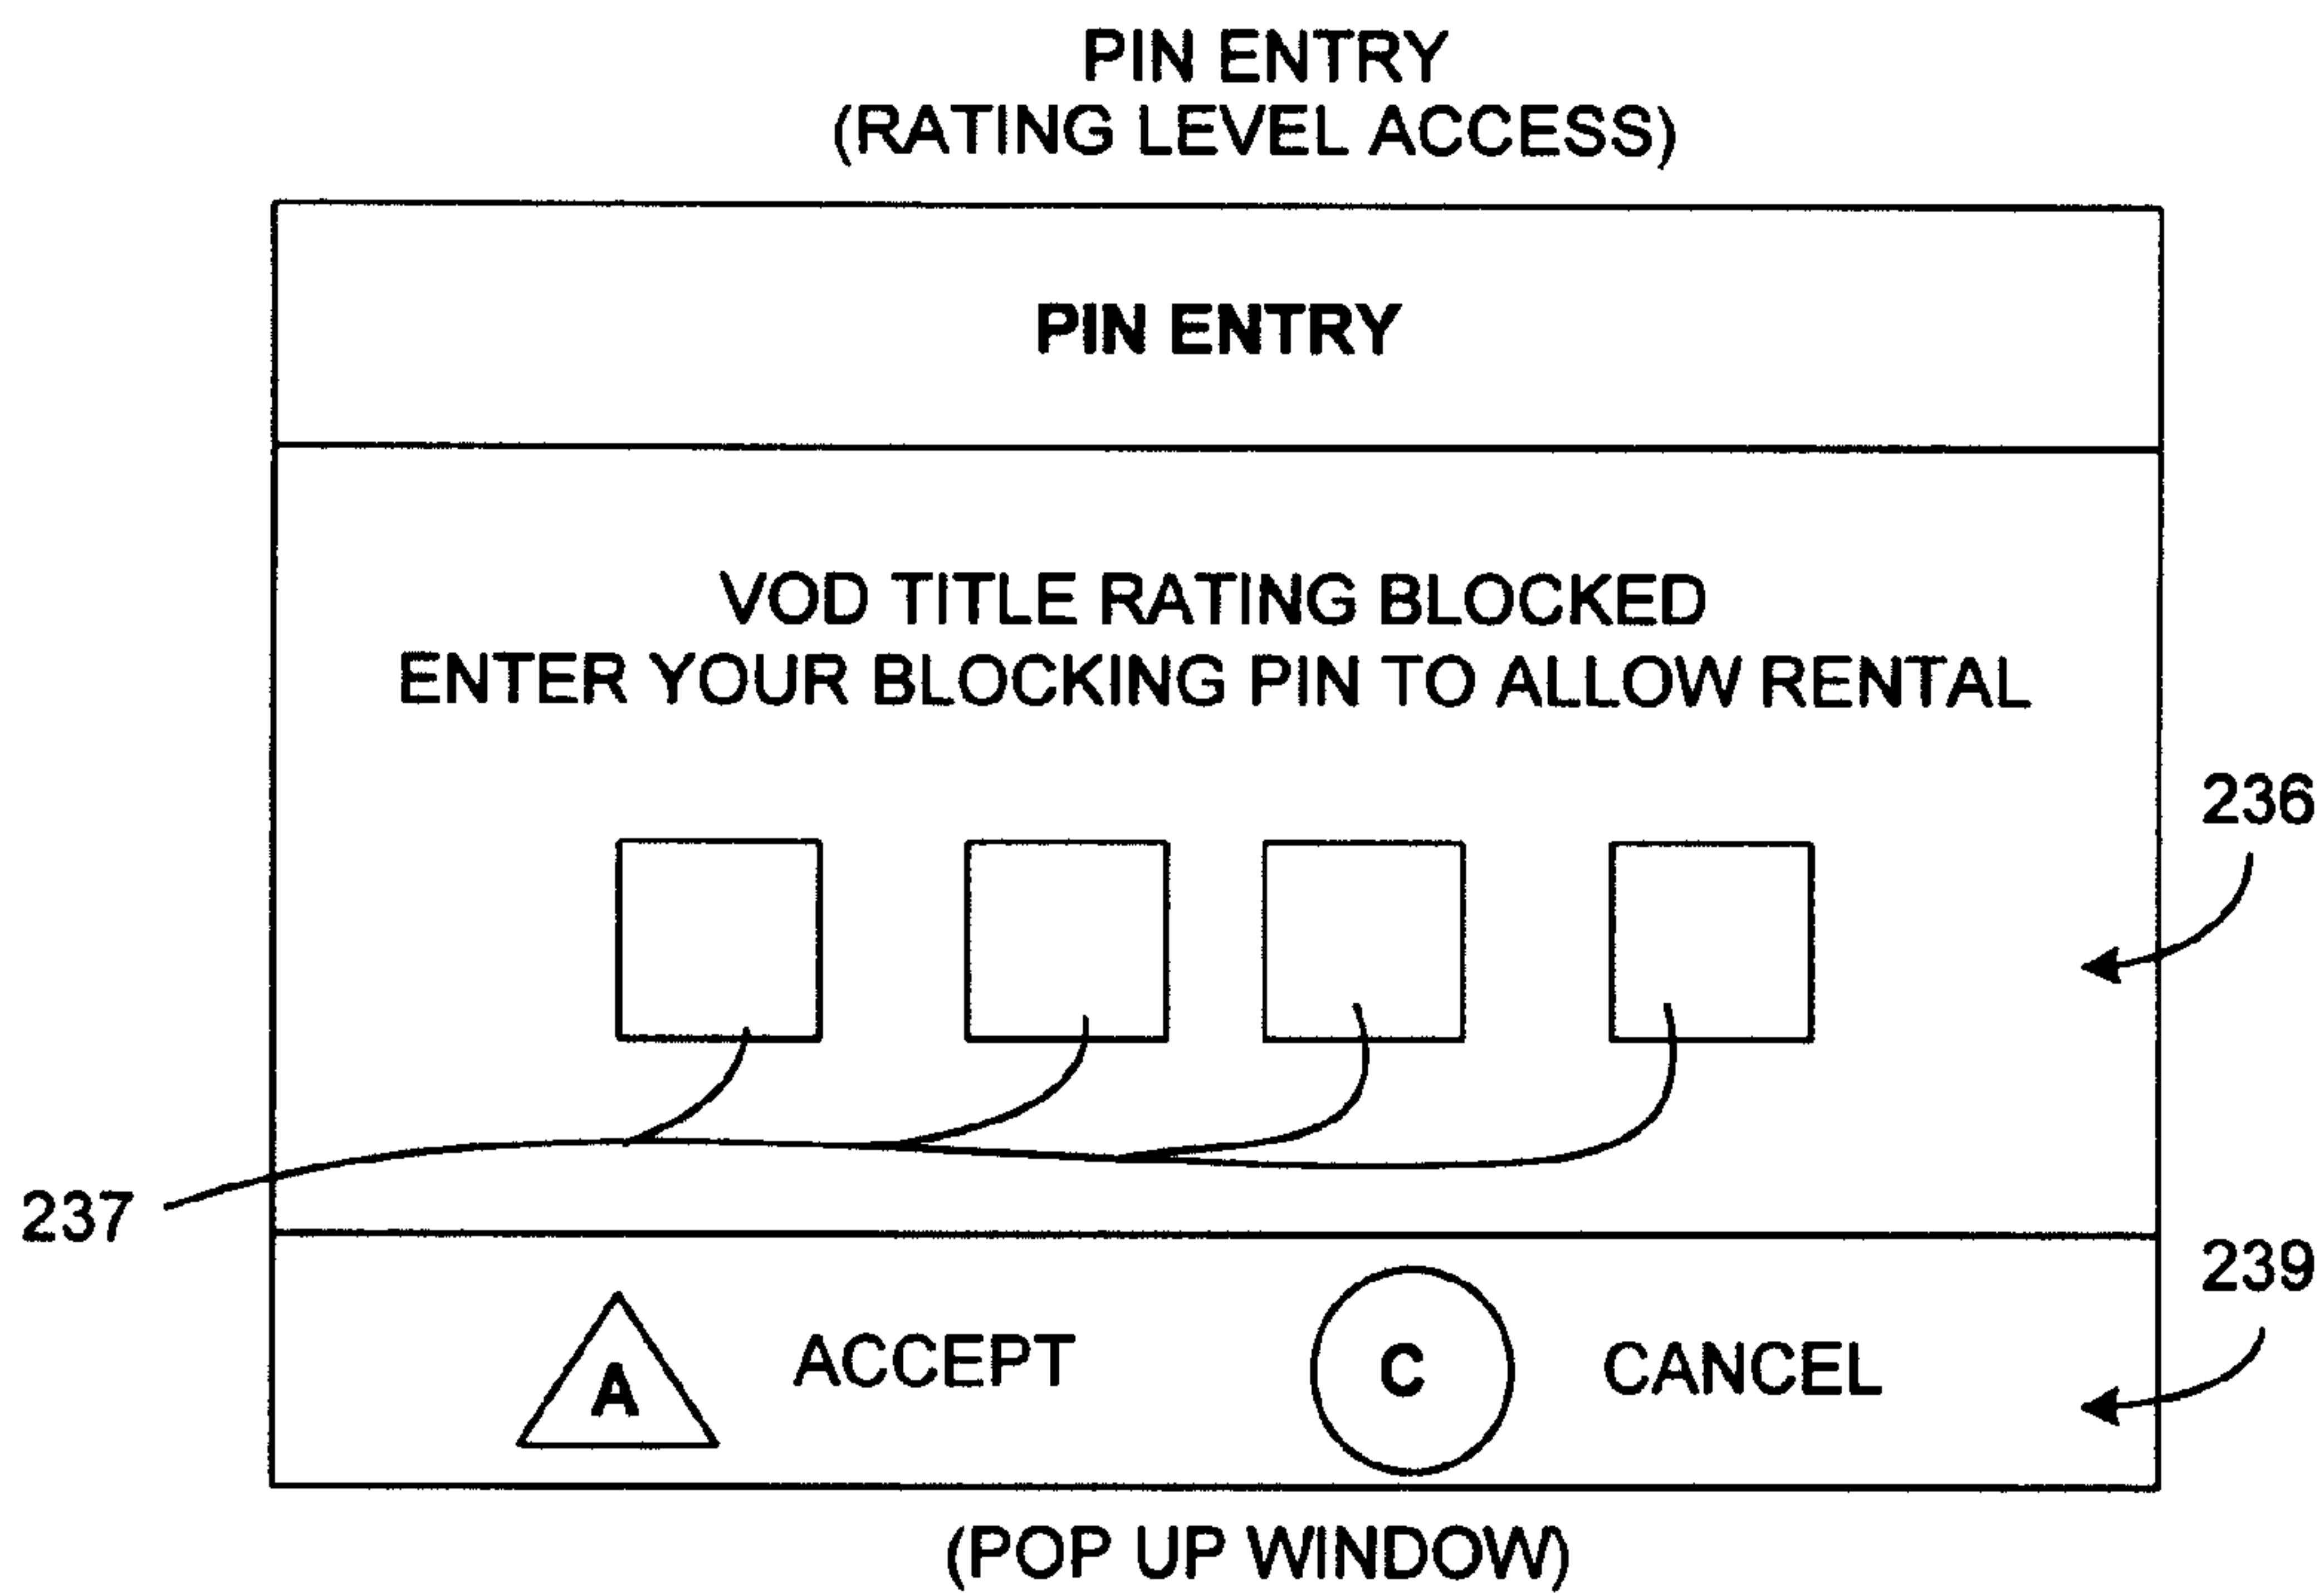 PIN ENTRY
(RATING LEVEL ACCESS)
PIN ENTRY
VOD TITLE RATING BLOCKED
ENTER YOUR BLOCKING PIN TO ALLOW RENTAL
236
237
239
A ACCEPT C CANCEL
(POP UP WINDOW)